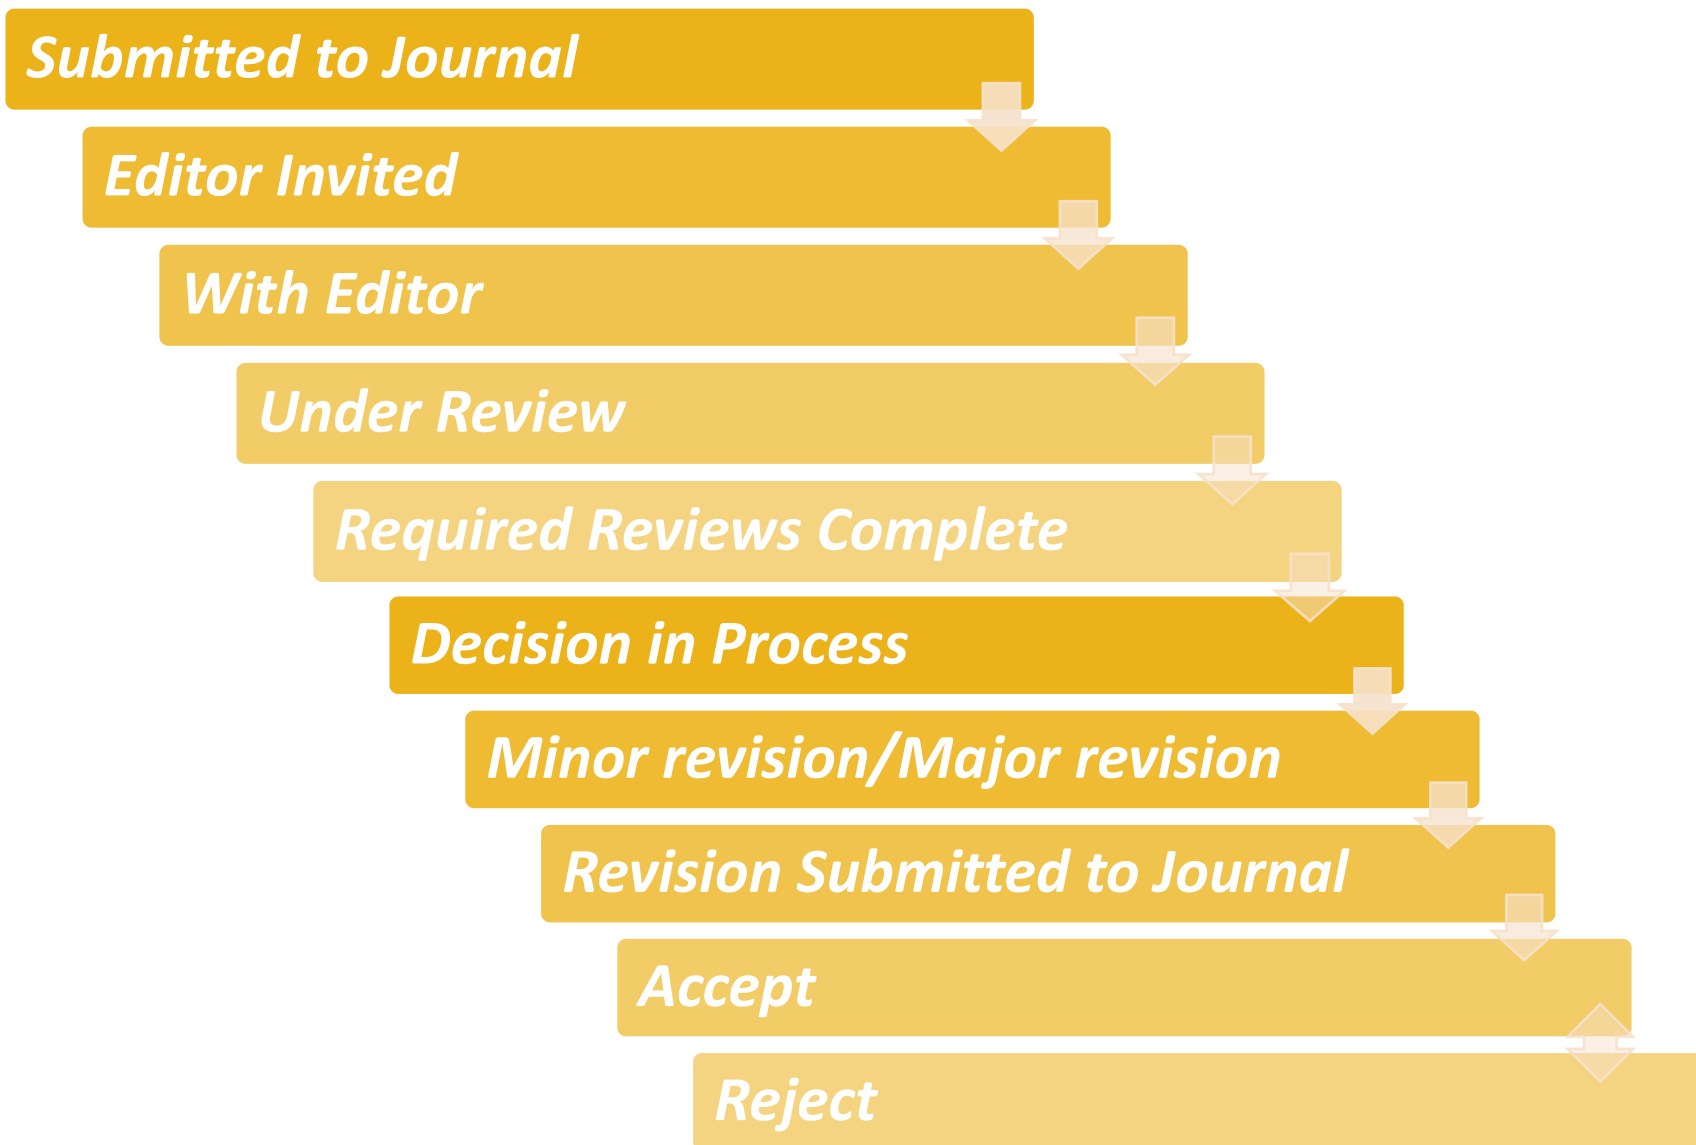 Submitted to Journal
Editor Invited
With Editor
Under Review
Required Reviews Complete
Decision in Process
Minor revision/Major revision
Revision Submitted to Journal
Accept
Reject